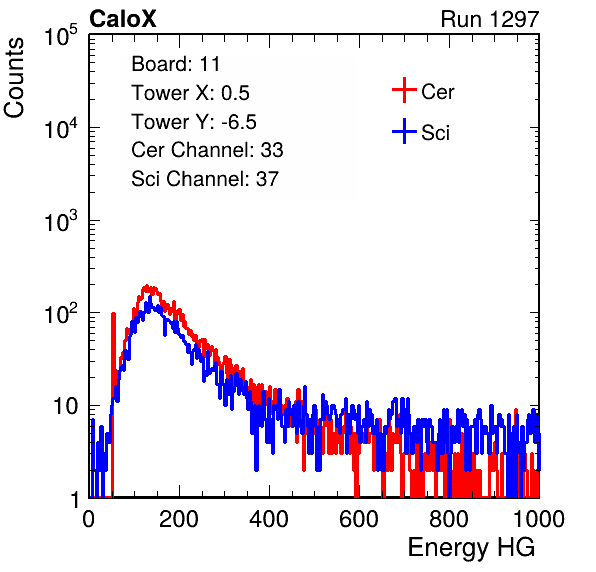 CaloX Run 1297
Counts
10^5
10^4
10^3
10^2
10
1
Board: 11
Tower X: 0.5
Tower Y: -6.5
Cer Channel: 33
Sci Channel: 37
Cer
Sci
0 200 400 600 800 1000
Energy HG